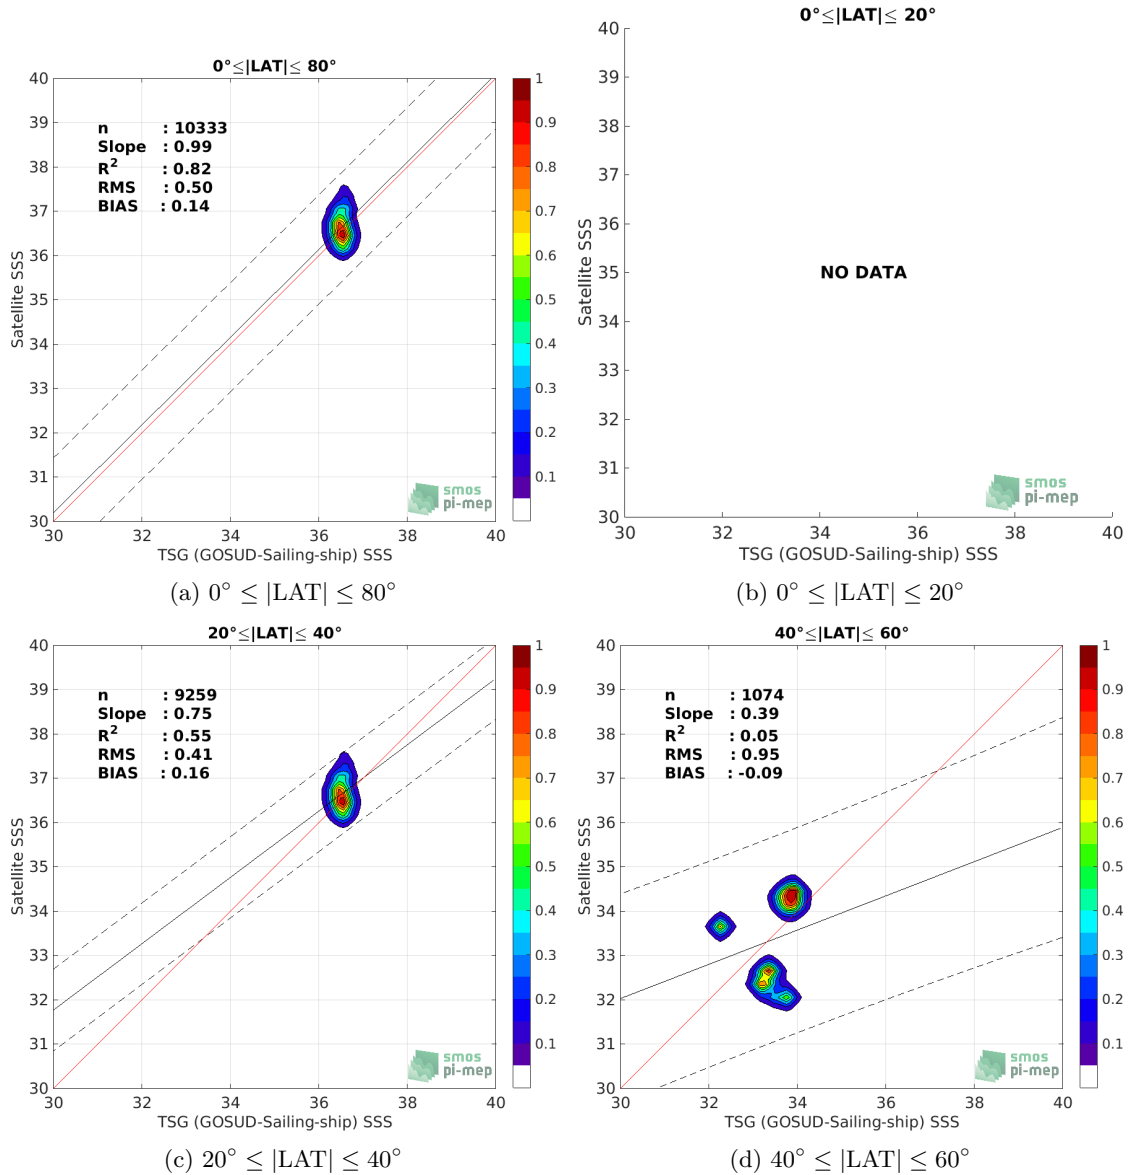 0°≤|LAT|≤ 80°
40
39
38
37
36
35
34
33
32
31
30
Satellite SSS
n : 10333
Slope : 0.99
R² : 0.82
RMS : 0.50
BIAS : 0.14
smos
pi-mep
30 32 34 36 38 40
TSG (GOSUD-Sailing-ship) SSS
1
0.9
0.8
0.7
0.6
0.5
0.4
0.3
0.2
0.1
(a) 0° ≤ |LAT| ≤ 80°
0°≤|LAT|≤ 20°
40
39
38
37
36
35
34
33
32
31
30
Satellite SSS
NO DATA
smos
pi-mep
30 32 34 36 38 40
TSG (GOSUD-Sailing-ship) SSS
(b) 0° ≤ |LAT| ≤ 20°
20°≤|LAT|≤ 40°
40
39
38
37
36
35
34
33
32
31
30
Satellite SSS
n : 9259
Slope : 0.75
R² : 0.55
RMS : 0.41
BIAS : 0.16
smos
pi-mep
30 32 34 36 38 40
TSG (GOSUD-Sailing-ship) SSS
1
0.9
0.8
0.7
0.6
0.5
0.4
0.3
0.2
0.1
(c) 20° ≤ |LAT| ≤ 40°
40°≤|LAT|≤ 60°
40
39
38
37
36
35
34
33
32
31
30
Satellite SSS
n : 1074
Slope : 0.39
R² : 0.05
RMS : 0.95
BIAS : -0.09
smos
pi-mep
30 32 34 36 38 40
TSG (GOSUD-Sailing-ship) SSS
1
0.9
0.8
0.7
0.6
0.5
0.4
0.3
0.2
0.1
(d) 40° ≤ |LAT| ≤ 60°